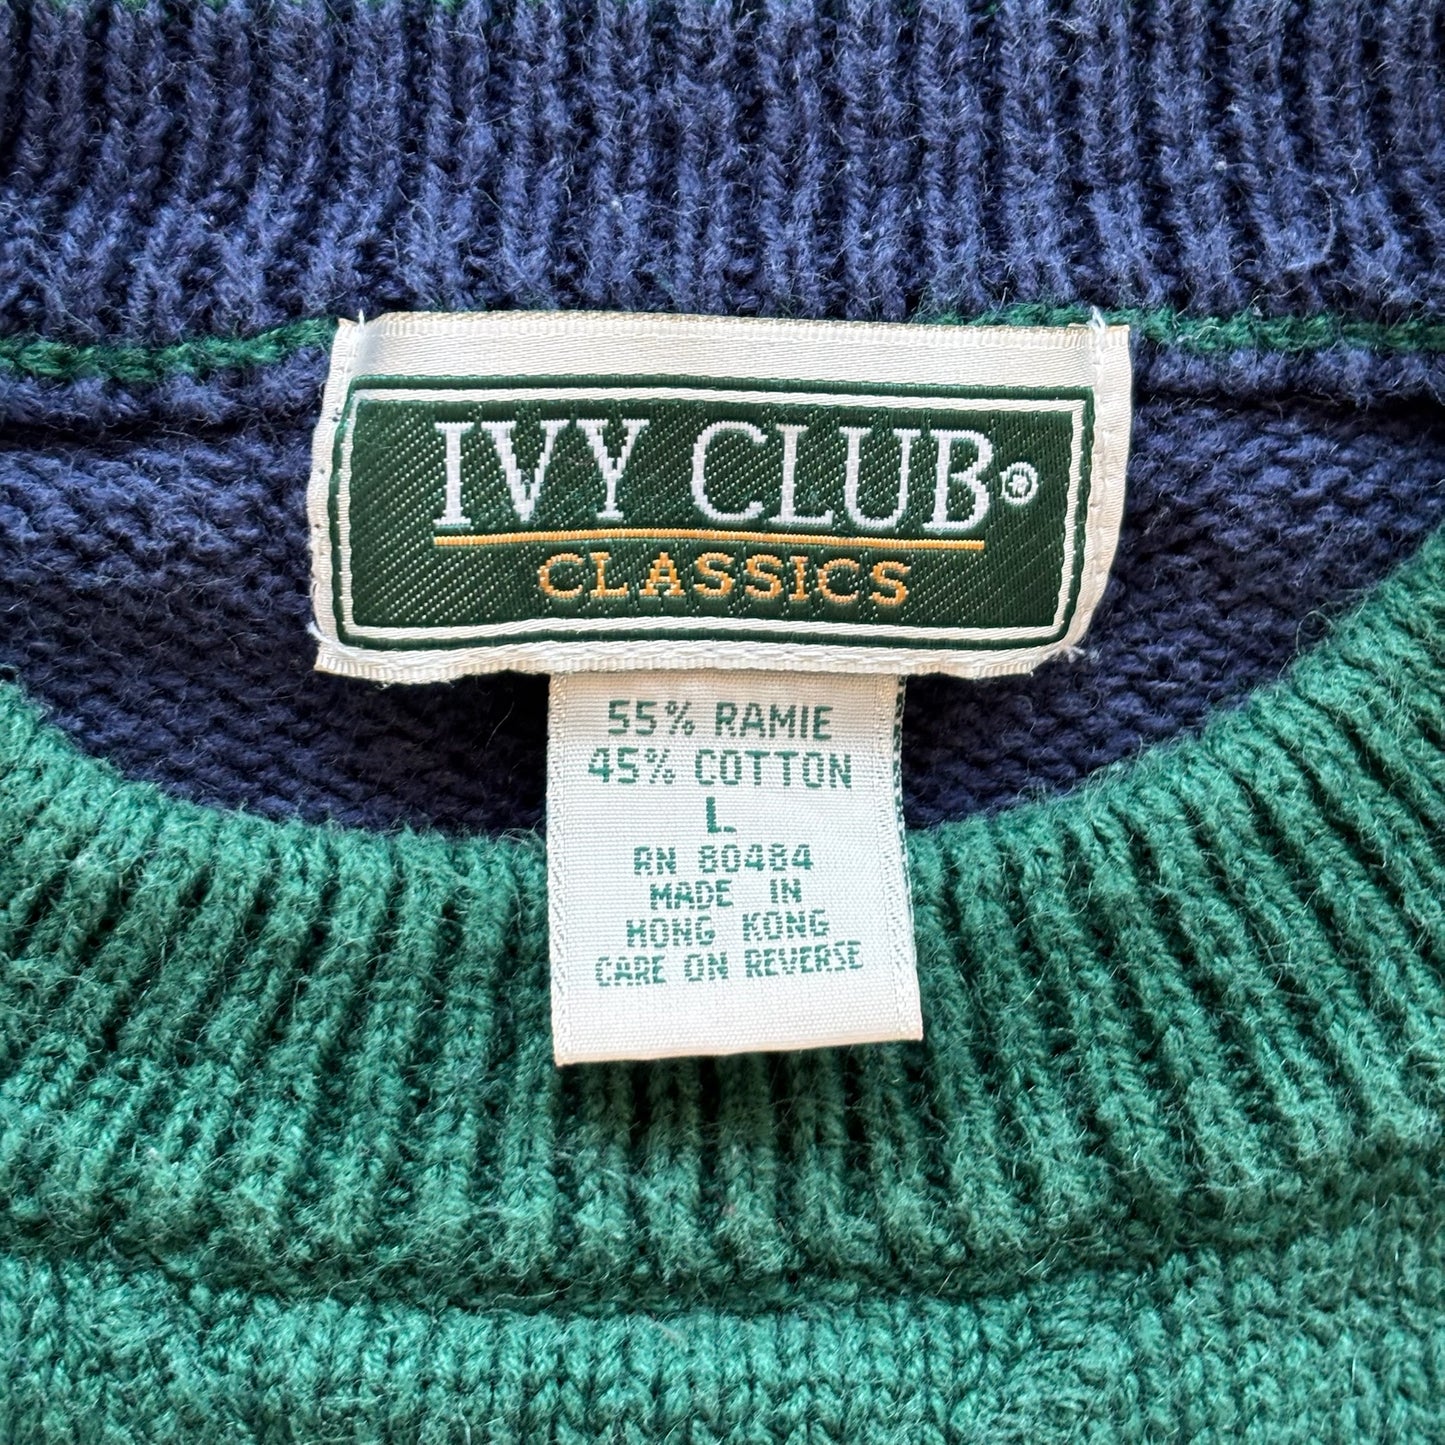 IVY CLUB®
CLASSICS
55% RAMIE
45% COTTON
L
RN 80484
MADE IN
HONG KONG
CARE ON REVERSE